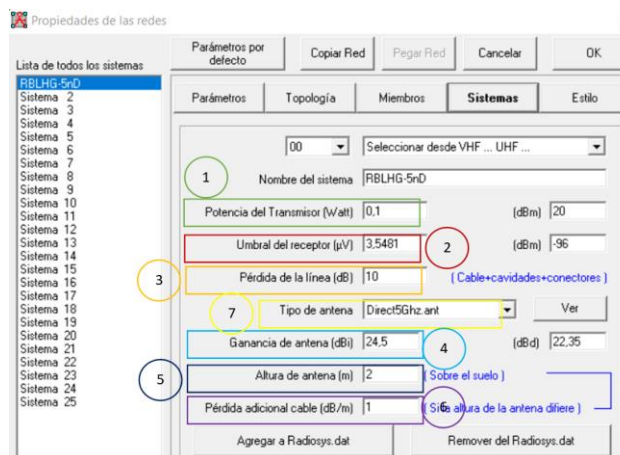 Propiedades de las redes
Parámetros por defecto
Copiar Red
Pegar Red
Cancelar
OK
Lista de todos los sistemas
RBLHG-5nD
Sistema 2
Sistema 3
Sistema 4
Sistema 5
Sistema 6
Sistema 7
Sistema 8
Sistema 9
Sistema 10
Sistema 11
Sistema 12
Sistema 13
Sistema 14
Sistema 15
Sistema 16
Sistema 17
Sistema 18
Sistema 19
Sistema 20
Sistema 21
Sistema 22
Sistema 23
Sistema 24
Sistema 25
Parámetros
Topología
Miembros
Sistemas
Estilo
00
Seleccionar desde VHF ... UHF ...
1
Nombre del sistema RBLHG-5nD
Potencia del Transmisor (Watt) 0,1 (dBm) 20
Umbral del receptor (µV) 3,5481 2 (dBm) -96
3 Pérdida de la línea (dB) 10 ( Cable+cavidades+conectores )
7 Tipo de antena Direct5Ghz.ant Ver
Ganancia de antena (dBi) 24,5 4 (dBd) 22,35
5 Altura de antena (m) 2 ( Sobre el suelo )
Pérdida adicional cable (dB/m) 1 6 ( Si la altura de la antena difiere )
Agregar a Radiosys.dat
Remover del Radiosys.dat